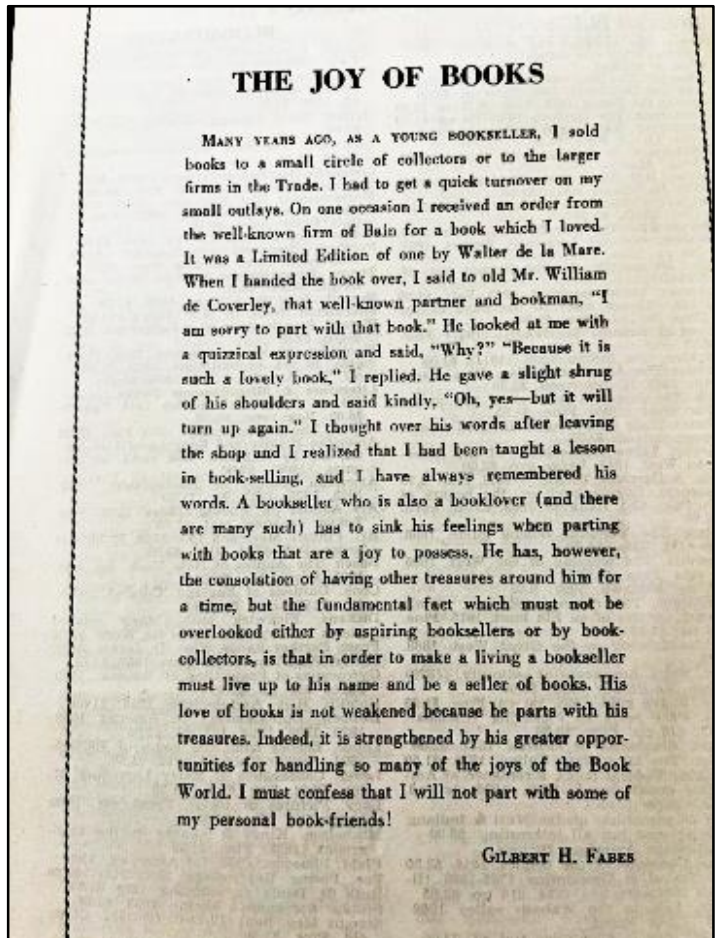 THE JOY OF BOOKS
MANY YEARS AGO, AS A YOUNG BOOKSELLER, I sold
books to a small circle of collectors or to the larger
firms in the Trade. I had to get a quick turnover on my
small outlays. On one occasion I received an order from
the well-known firm of Bain for a book which I loved.
It was a Limited Edition of one by Walter de la Mare.
When I handed the book over, I said to old Mr. William
de Coverley, that well-known partner and bookman, “I
am sorry to part with that book.” He looked at me with
a quizzical expression and said, “Why?” “Because it is
such a lovely book,” I replied. He gave a slight shrug
of his shoulders and said kindly, “Oh, yes—but it will
turn up again.” I thought over his words after leaving
the shop and I realized that I had been taught a lesson
in book-selling, and I have always remembered his
words. A bookseller who is also a booklover (and there
are many such) has to sink his feelings when parting
with books that are a joy to possess. He has, however,
the consolation of having other treasures around him for
a time, but the fundamental fact which must not be
overlooked either by aspiring booksellers or by book-
collectors, is that in order to make a living a bookseller
must live up to his name and be a seller of books. His
love of books is not weakened because he parts with his
treasures. Indeed, it is strengthened by his greater oppor-
tunities for handling so many of the joys of the Book
World. I must confess that I will not part with some of
my personal book-friends!
GILBERT H. FABES